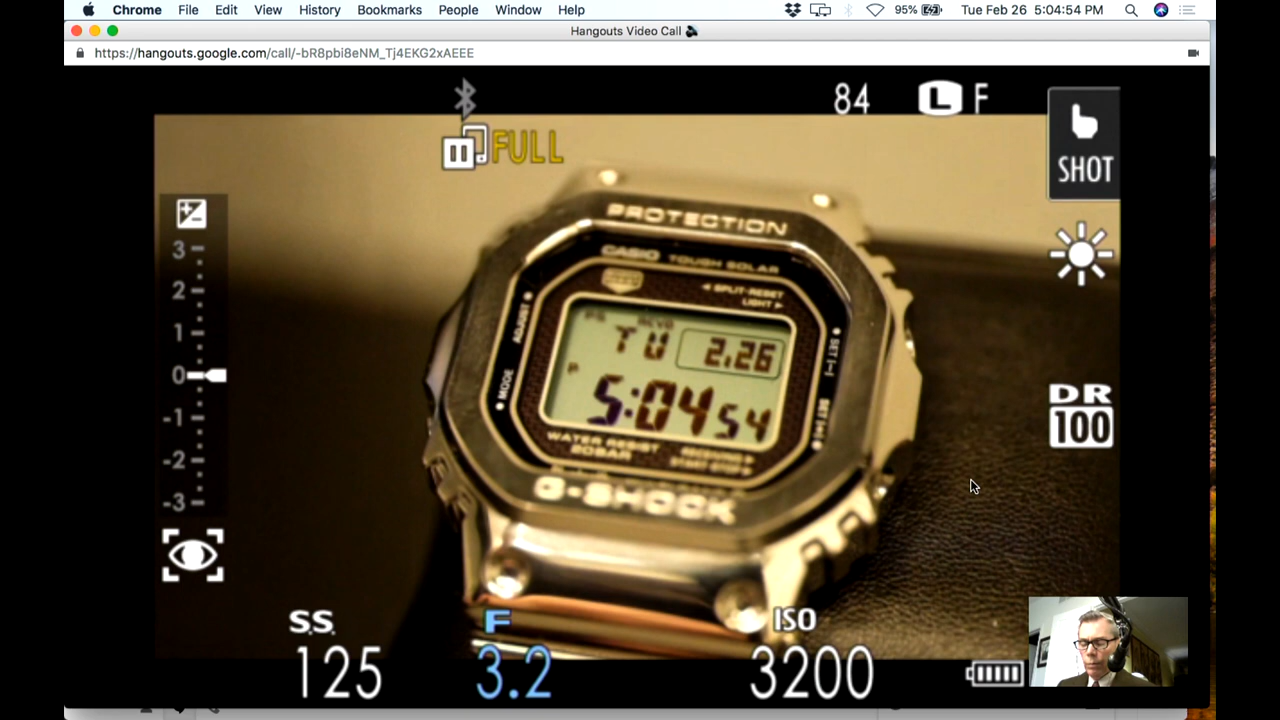 Chrome File Edit View History Bookmarks People Window Help 95% Tue Feb 26 5:04:54 PM
Hangouts Video Call
https://hangouts.google.com/call/-bR8pbi8eNM_Tj4EKG2xAEEE
84 L F
FULL
SHOT
3
2
1
0
-1
-2
-3
DR
100
PROTECTION
CASIO TOUGH SOLAR
SPLIT-RESET
LIGHT
ADJUST
MODE
SET [-]
TU 2.26
P
5:04 54
WATER RESIST
20BAR
G-SHOCK
S.S. F ISO
125 3.2 3200